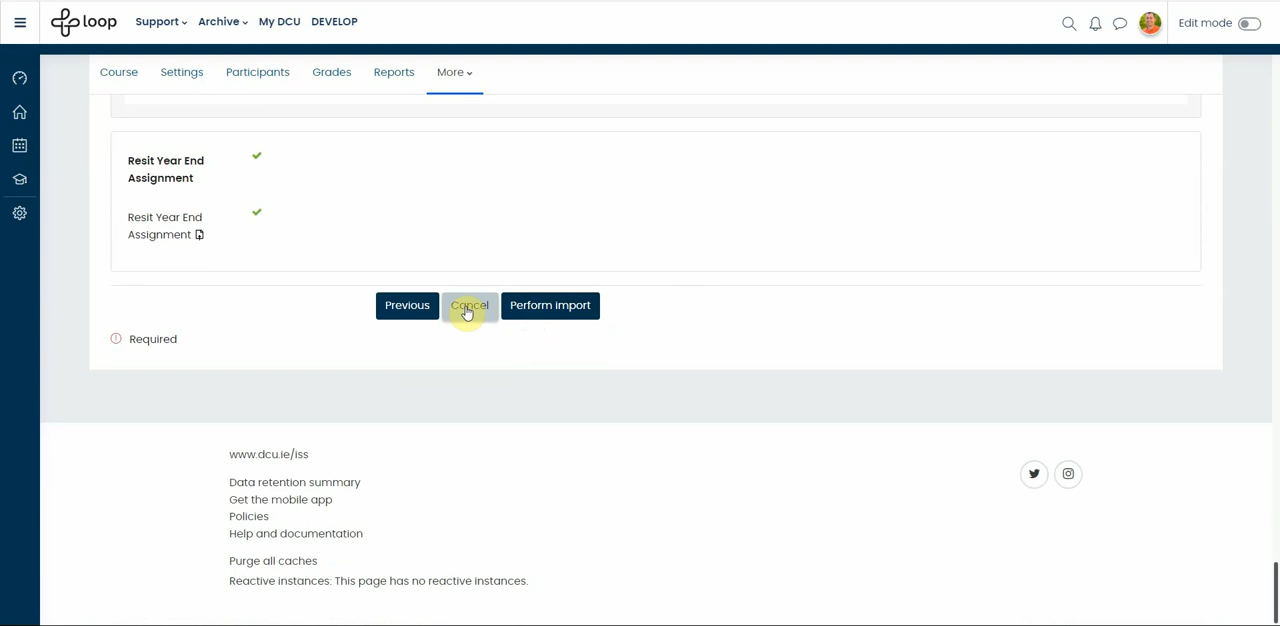 loop
Support
Archive
My DCU
DEVELOP
Edit mode
Course
Settings
Participants
Grades
Reports
More
Resit Year End
Assignment
Resit Year End
Assignment
Previous
Cancel
Perform import
Required
www.dcu.ie/iss
Data retention summary
Get the mobile app
Policies
Help and documentation
Purge all caches
Reactive instances: This page has no reactive instances.